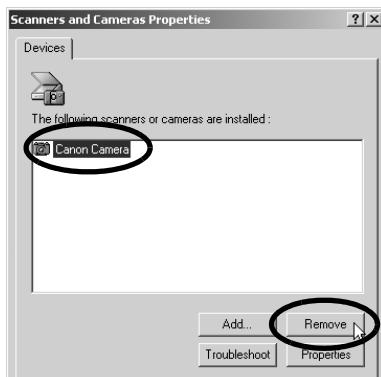 Scanners and Cameras Properties
Devices
The following scanners or cameras are installed :
Canon Camera
Add... Remove
Troubleshoot Properties